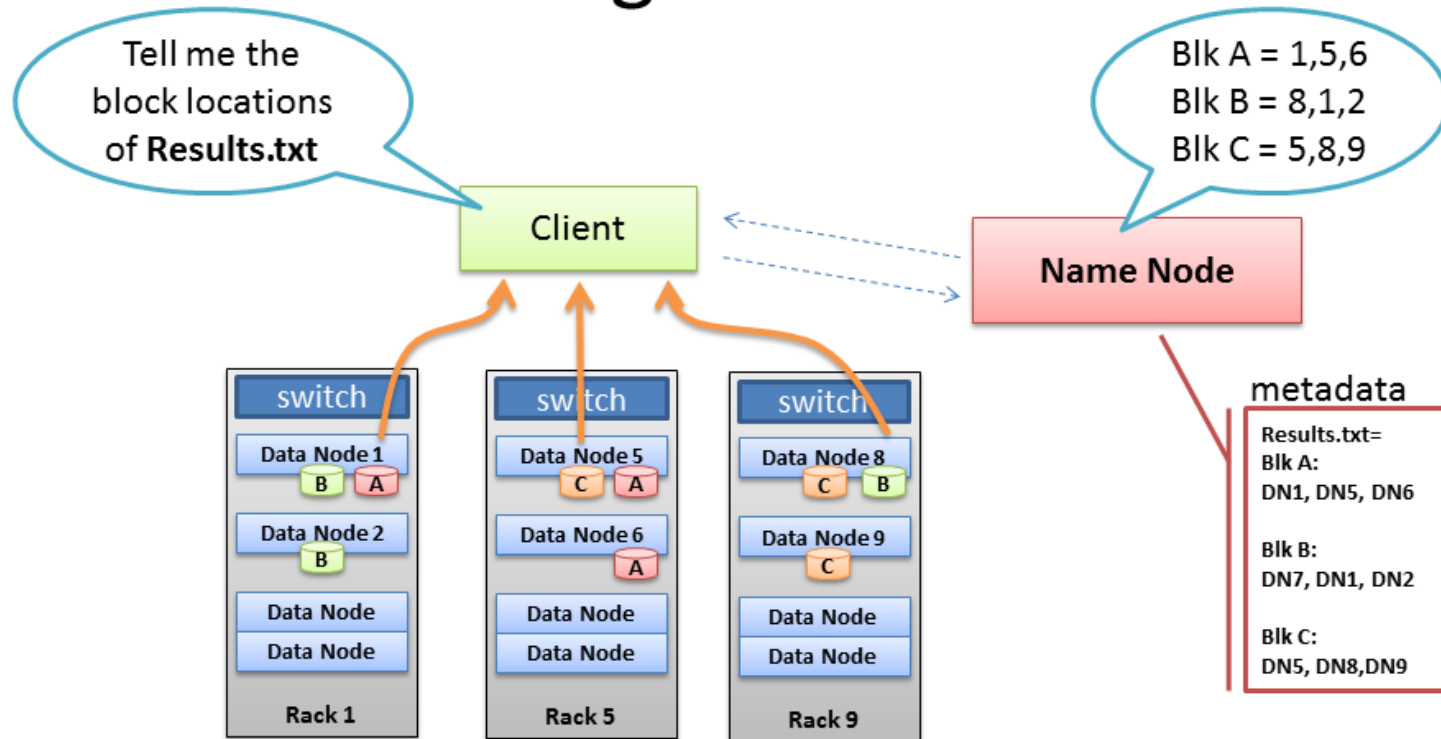 Tell me the
block locations
of Results.txt
Blk A = 1,5,6
Blk B = 8,1,2
Blk C = 5,8,9
Client
Name Node
switch
Data Node 1
B A
Data Node 2
B
Data Node
Data Node
Rack 1
switch
Data Node 5
C A
Data Node 6
A
Data Node
Data Node
Rack 5
switch
Data Node 8
C B
Data Node 9
C
Data Node
Data Node
Rack 9
metadata
Results.txt=
Blk A:
DN1, DN5, DN6
Blk B:
DN7, DN1, DN2
Blk C:
DN5, DN8,DN9